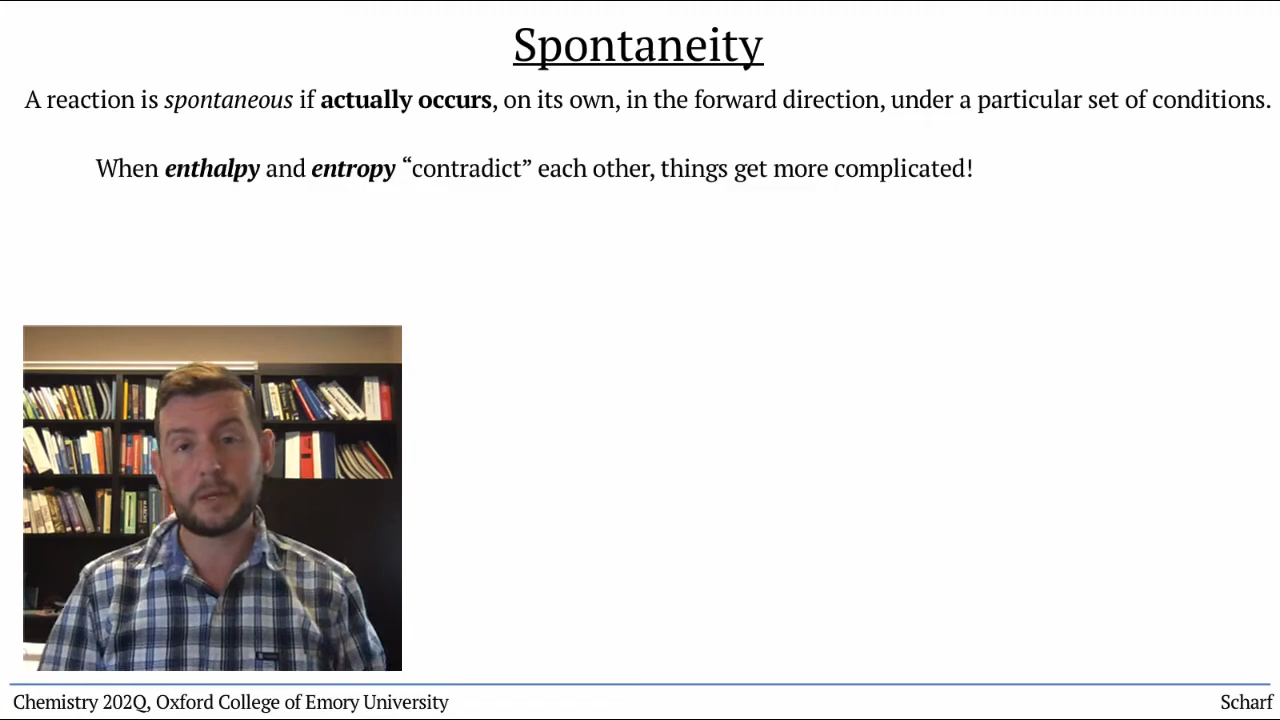 Spontaneity
A reaction is spontaneous if actually occurs, on its own, in the forward direction, under a particular set of conditions.
When enthalpy and entropy “contradict” each other, things get more complicated!
Chemistry 202Q, Oxford College of Emory University
Scharf